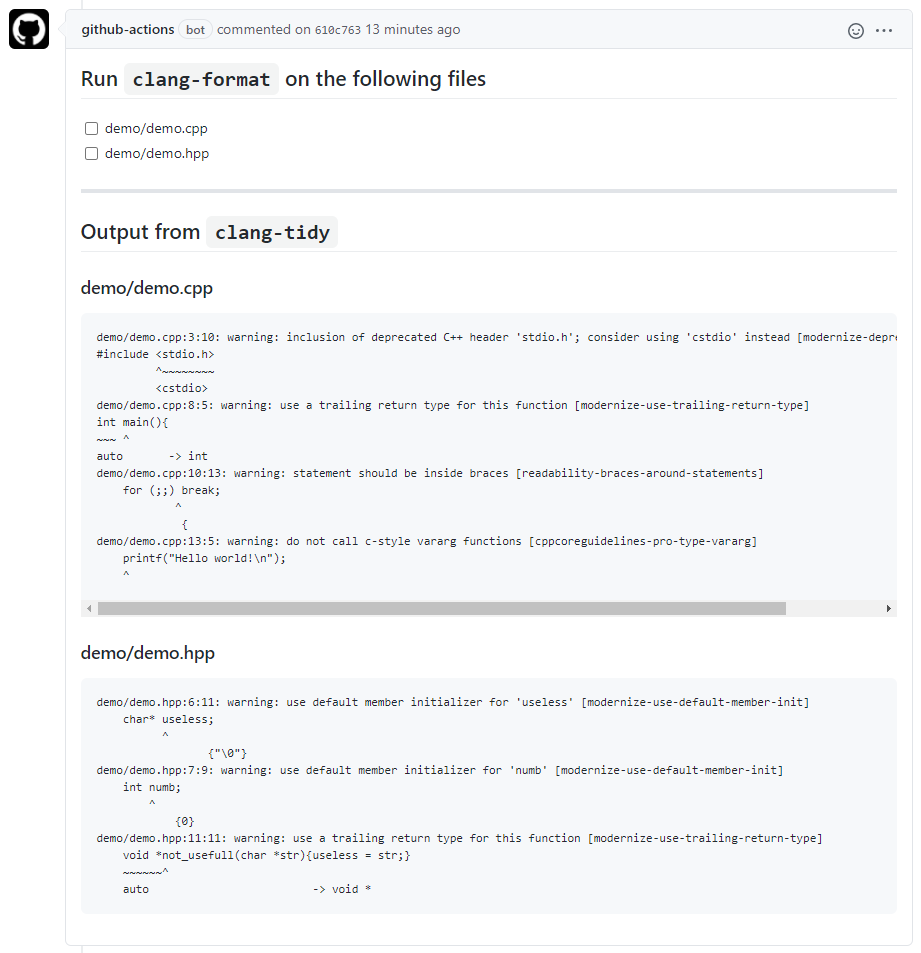 github-actions bot commented on 610c763 13 minutes ago
Run clang-format on the following files
demo/demo.cpp
demo/demo.hpp
Output from clang-tidy
demo/demo.cpp
demo/demo.cpp:3:10: warning: inclusion of deprecated C++ header 'stdio.h'; consider using 'cstdio' instead [modernize-depre
#include <stdio.h>
         ^~~~~~~~~
         <cstdio>
demo/demo.cpp:8:5: warning: use a trailing return type for this function [modernize-use-trailing-return-type]
int main(){
~~~ ^
auto       -> int
demo/demo.cpp:10:13: warning: statement should be inside braces [readability-braces-around-statements]
    for (;;) break;
            ^
             {
demo/demo.cpp:13:5: warning: do not call c-style vararg functions [cppcoreguidelines-pro-type-vararg]
    printf("Hello world!\n");
    ^
demo/demo.hpp
demo/demo.hpp:6:11: warning: use default member initializer for 'useless' [modernize-use-default-member-init]
    char* useless;
          ^
                 {"\0"}
demo/demo.hpp:7:9: warning: use default member initializer for 'numb' [modernize-use-default-member-init]
    int numb;
        ^
            {0}
demo/demo.hpp:11:11: warning: use a trailing return type for this function [modernize-use-trailing-return-type]
    void *not_usefull(char *str){useless = str;}
    ~~~~~~^
    auto                         -> void *